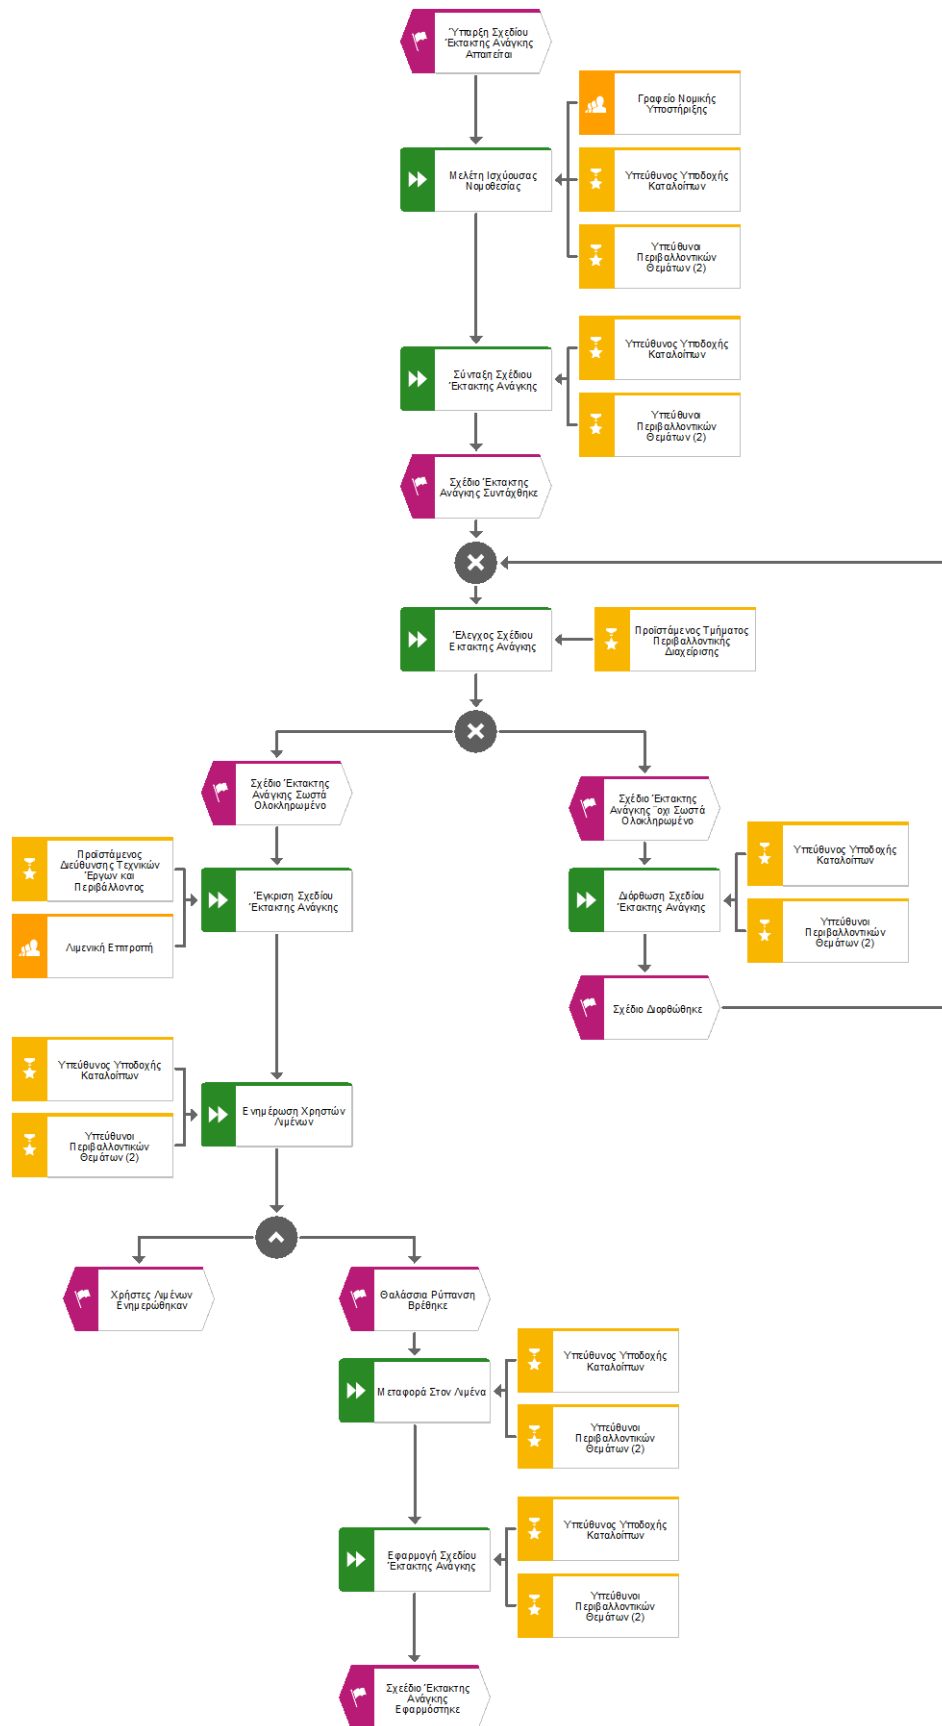 Ύπαρξη Σχεδίου
Έκτακτης Ανάγκης
Απαιτείται
Γραφείο Νομικής
Υποστήριξης
Μελέτη Ισχύουσας
Νομοθεσίας
Υπεύθυνος Υποδοχής
Καταλοίπων
Υπεύθυνοι
Περιβαλλοντικών
Θεμάτων (2)
Υπεύθυνος Υποδοχής
Καταλοίπων
Σύνταξη Σχέδιου
Έκτακτης Ανάγκης
Υπεύθυνοι
Περιβαλλοντικών
Θεμάτων (2)
Σχέδιο Έκτακτης
Ανάγκης Συντάχθηκε
Έλεγχος Σχέδιου
Εκτακτης Ανάγκης
Προϊστάμενος Τμήματος
Περιβαλλοντικής
Διαχείρισης
Σχέδιο Έκτακτης
Ανάγκης Σωστά
Ολοκληρωμένο
Σχέδιο Έκτακτης
Ανάγκης ¨οχι Σωστά
Ολοκληρωμένο
Προϊστάμενος
Διεύθυνσης Τεχνικών
Έργων και
Περιβάλλοντος
Έγκριση Σχεδίου
Έκτακτης Ανάγκης
Λιμενική Επιτροπή
Υπεύθυνος Υποδοχής
Καταλοίπων
Διόρθωση Σχεδίου
Έκτακτης Ανάγκης
Υπεύθυνοι
Περιβαλλοντικών
Θεμάτων (2)
Σχέδιο Διορθώθηκε
Υπεύθυνος Υποδοχής
Καταλοίπων
Ενημέρωση Χρηστών
Λιμένων
Υπεύθυνοι
Περιβαλλοντικών
Θεμάτων (2)
Χρήστες Λιμένων
Ενημερώθηκαν
Θαλάσσια Ρύπανση
Βρέθηκε
Υπεύθυνος Υποδοχής
Καταλοίπων
Μεταφορά Στον Λιμένα
Υπεύθυνοι
Περιβαλλοντικών
Θεμάτων (2)
Υπεύθυνος Υποδοχής
Καταλοίπων
Εφαρμογή Σχεδίου
Έκτακτης Ανάγκης
Υπεύθυνοι
Περιβαλλοντικών
Θεμάτων (2)
Σχεέδιο Έκτακτης
Ανάγκης
Εφαρμόστηκε